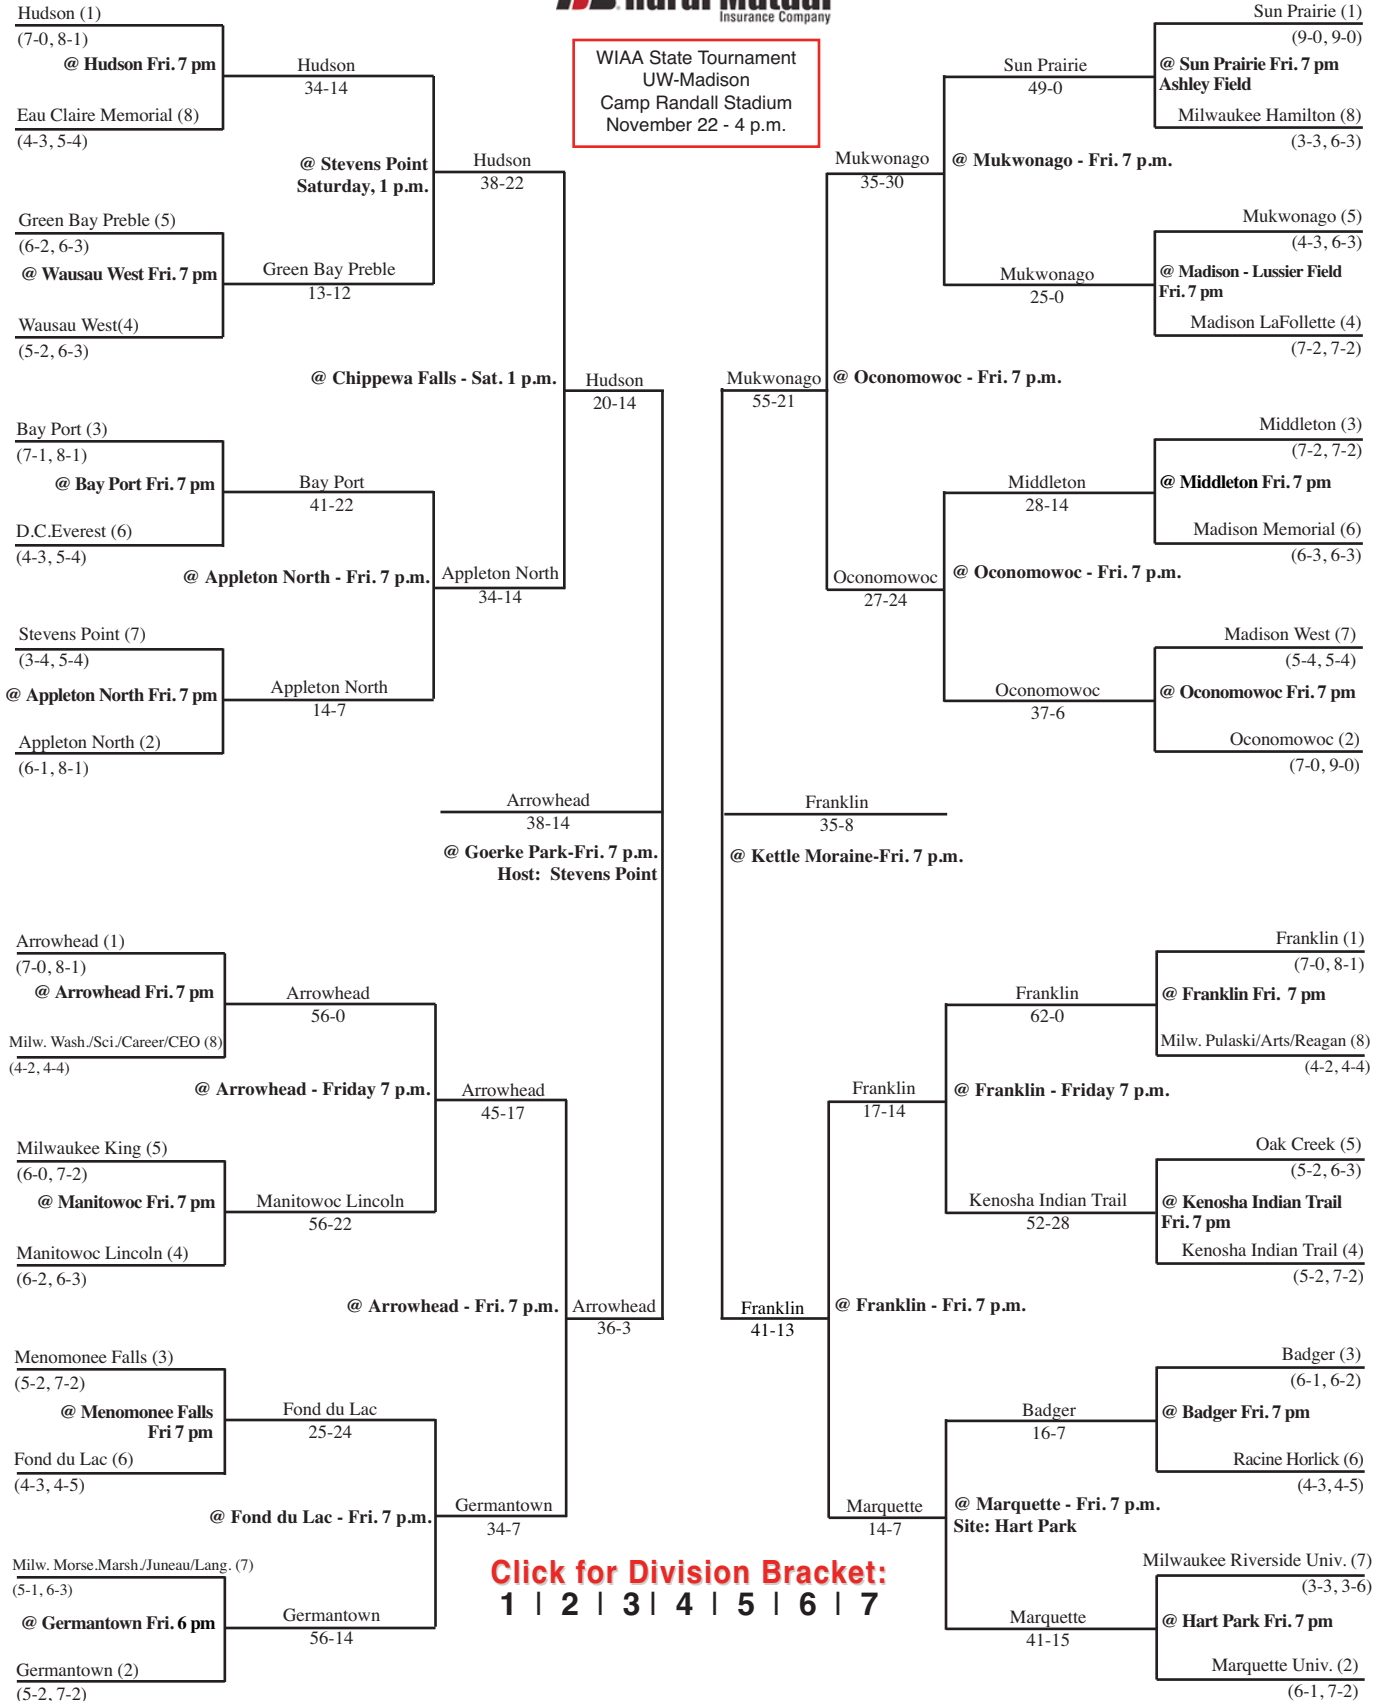 Rural Mutual
Insurance Company
WIAA State Tournament
UW-Madison
Camp Randall Stadium
November 22 - 4 p.m.
Hudson (1)
(7-0, 8-1)
@ Hudson Fri. 7 pm
Eau Claire Memorial (8)
(4-3, 5-4)
Hudson
34-14
@ Stevens Point
Saturday, 1 p.m.
Green Bay Preble (5)
(6-2, 6-3)
@ Wausau West Fri. 7 pm
Wausau West(4)
(5-2, 6-3)
Green Bay Preble
13-12
Hudson
38-22
@ Chippewa Falls - Sat. 1 p.m.
Bay Port (3)
(7-1, 8-1)
@ Bay Port Fri. 7 pm
D.C.Everest (6)
(4-3, 5-4)
Bay Port
41-22
@ Appleton North - Fri. 7 p.m.
Stevens Point (7)
(3-4, 5-4)
@ Appleton North Fri. 7 pm
Appleton North (2)
(6-1, 8-1)
Appleton North
14-7
Appleton North
34-14
Hudson
20-14
Arrowhead
38-14
@ Goerke Park-Fri. 7 p.m.
Host: Stevens Point
Arrowhead (1)
(7-0, 8-1)
@ Arrowhead Fri. 7 pm
Milw. Wash./Sci./Career/CEO (8)
(4-2, 4-4)
Arrowhead
56-0
@ Arrowhead - Friday 7 p.m.
Milwaukee King (5)
(6-0, 7-2)
@ Manitowoc Fri. 7 pm
Manitowoc Lincoln (4)
(6-2, 6-3)
Manitowoc Lincoln
56-22
Arrowhead
45-17
@ Arrowhead - Fri. 7 p.m.
Arrowhead
36-3
Menomonee Falls (3)
(5-2, 7-2)
@ Menomonee Falls
Fri 7 pm
Fond du Lac (6)
(4-3, 4-5)
Fond du Lac
25-24
@ Fond du Lac - Fri. 7 p.m.
Germantown
34-7
Milw. Morse.Marsh./Juneau/Lang. (7)
(5-1, 6-3)
@ Germantown Fri. 6 pm
Germantown (2)
(5-2, 7-2)
Germantown
56-14
Sun Prairie (1)
(9-0, 9-0)
@ Sun Prairie Fri. 7 pm
Ashley Field
Milwaukee Hamilton (8)
(3-3, 6-3)
Sun Prairie
49-0
@ Mukwonago - Fri. 7 p.m.
Mukwonago
35-30
Mukwonago (5)
(4-3, 6-3)
@ Madison - Lussier Field
Fri. 7 pm
Madison LaFollette (4)
(7-2, 7-2)
Mukwonago
25-0
@ Oconomowoc - Fri. 7 p.m.
Mukwonago
55-21
Middleton (3)
(7-2, 7-2)
@ Middleton Fri. 7 pm
Madison Memorial (6)
(6-3, 6-3)
Middleton
28-14
@ Oconomowoc - Fri. 7 p.m.
Oconomowoc
27-24
Madison West (7)
(5-4, 5-4)
@ Oconomowoc Fri. 7 pm
Oconomowoc (2)
(7-0, 9-0)
Oconomowoc
37-6
Franklin
35-8
@ Kettle Moraine-Fri. 7 p.m.
Franklin (1)
(7-0, 8-1)
@ Franklin Fri. 7 pm
Milw. Pulaski/Arts/Reagan (8)
(4-2, 4-4)
Franklin
62-0
@ Franklin - Friday 7 p.m.
Franklin
17-14
Oak Creek (5)
(5-2, 6-3)
@ Kenosha Indian Trail
Fri. 7 pm
Kenosha Indian Trail (4)
(5-2, 7-2)
Kenosha Indian Trail
52-28
@ Franklin - Fri. 7 p.m.
Franklin
41-13
Badger (3)
(6-1, 6-2)
@ Badger Fri. 7 pm
Racine Horlick (6)
(4-3, 4-5)
Badger
16-7
@ Marquette - Fri. 7 p.m.
Site: Hart Park
Marquette
14-7
Milwaukee Riverside Univ. (7)
(3-3, 3-6)
@ Hart Park Fri. 7 pm
Marquette Univ. (2)
(6-1, 7-2)
Marquette
41-15
Click for Division Bracket:
1 | 2 | 3 | 4 | 5 | 6 | 7